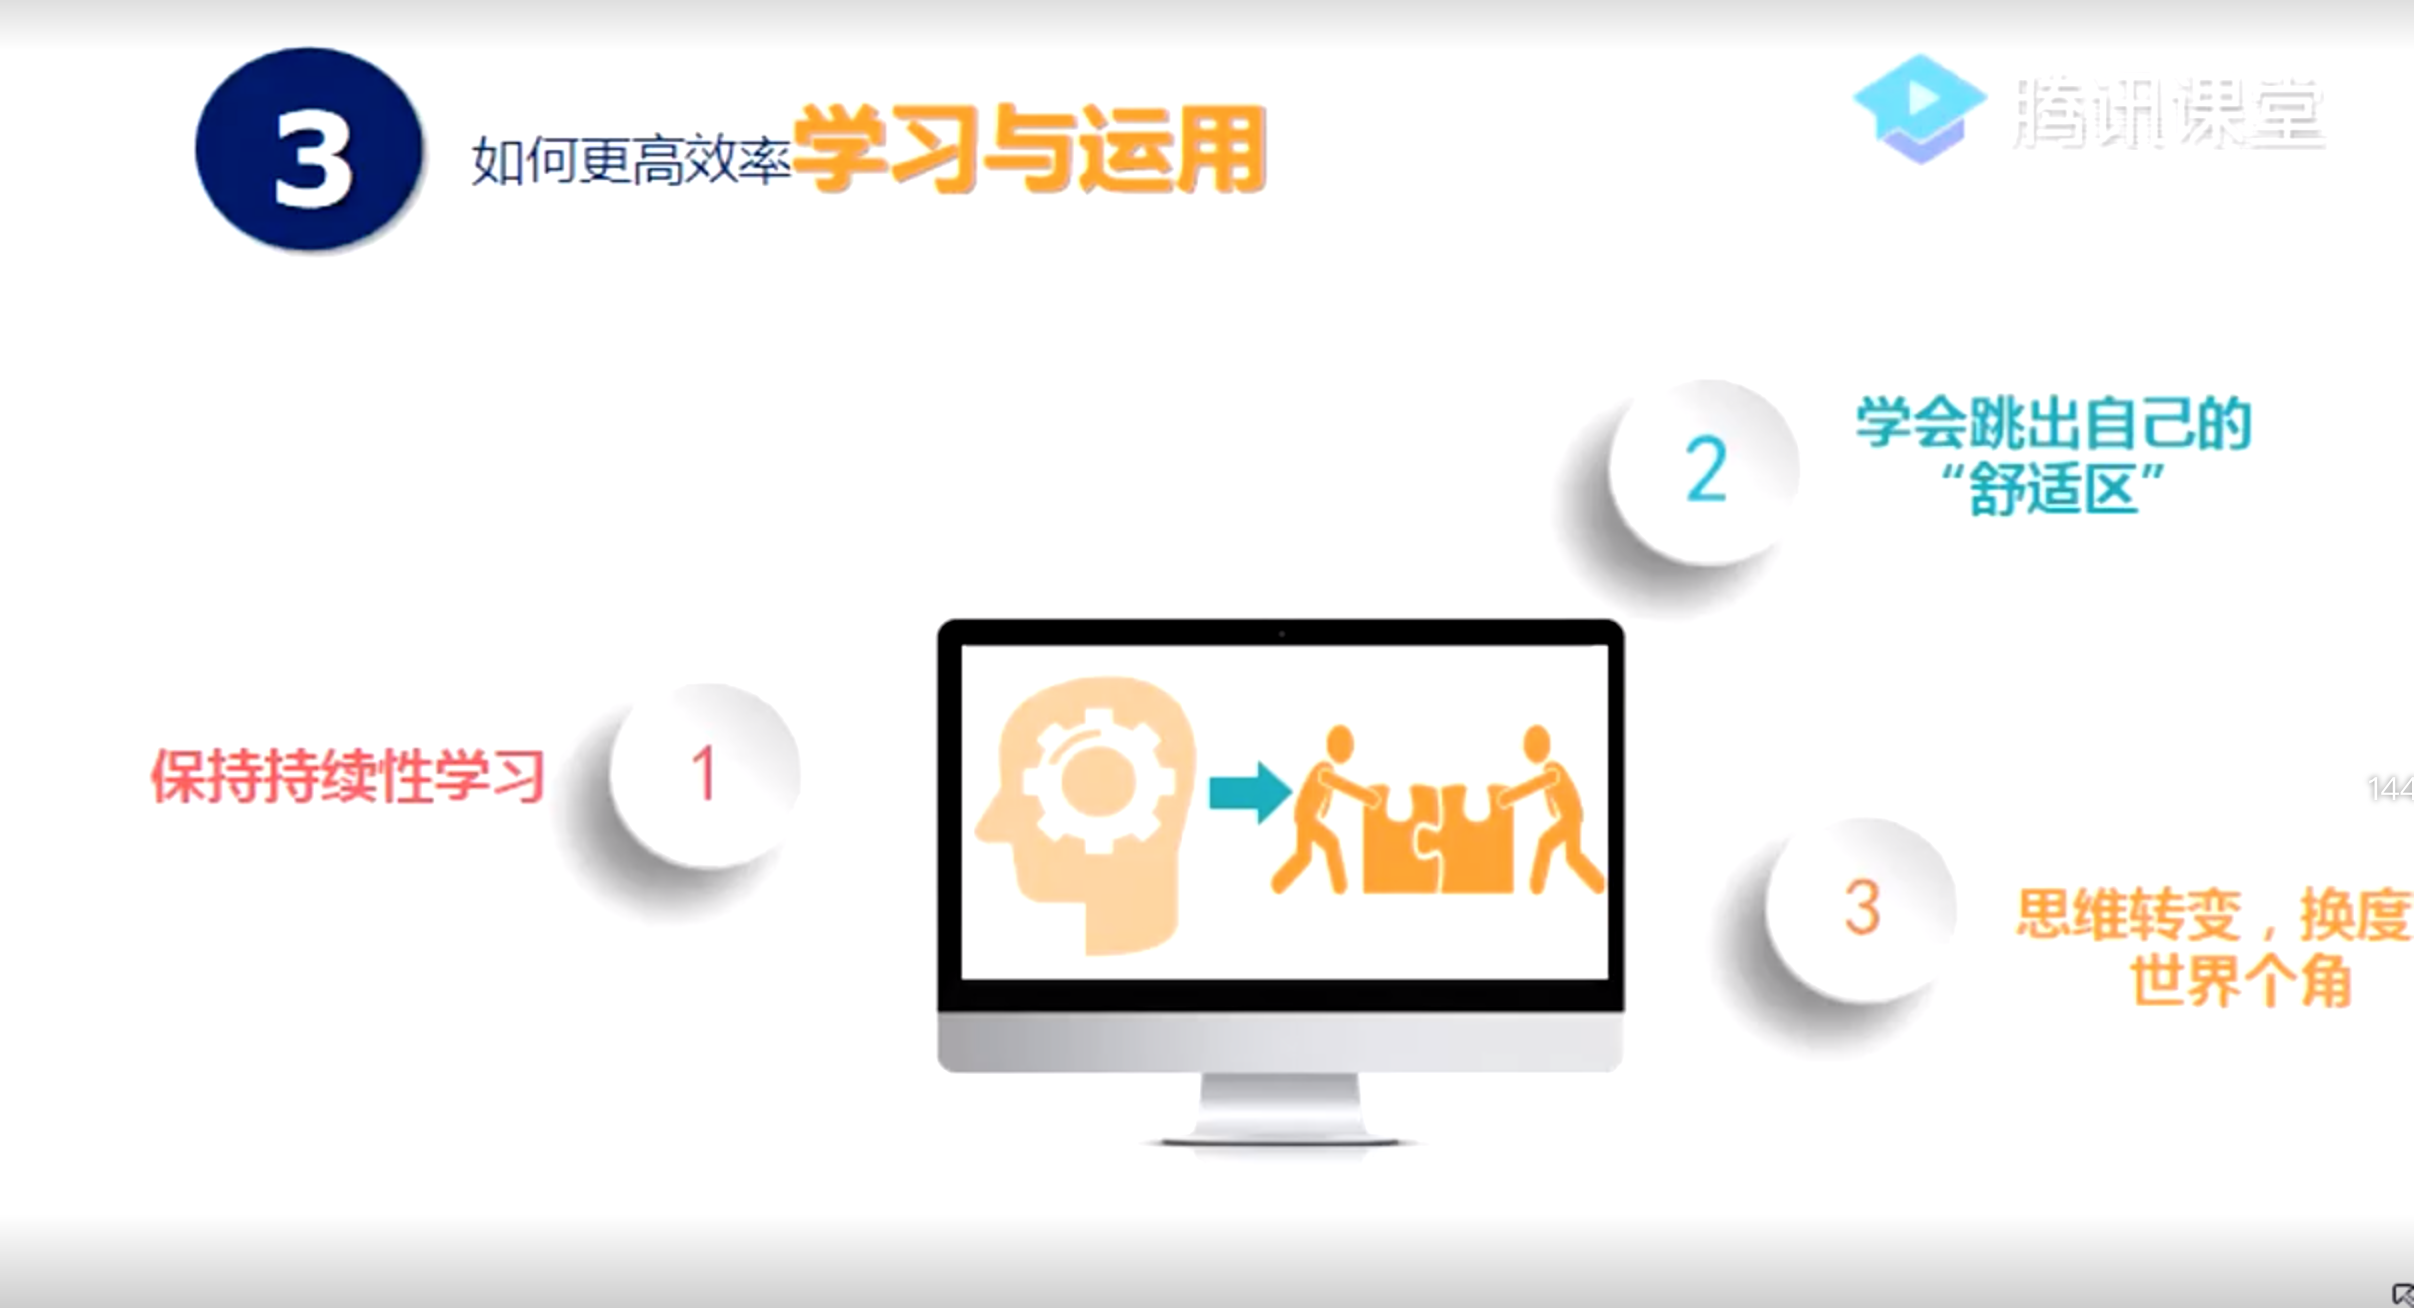 3
如何更高效率学习与运用
腾讯课堂
2
学会跳出自己的
“舒适区”
1
保持持续性学习
144
3
思维转变，换度
世界个角